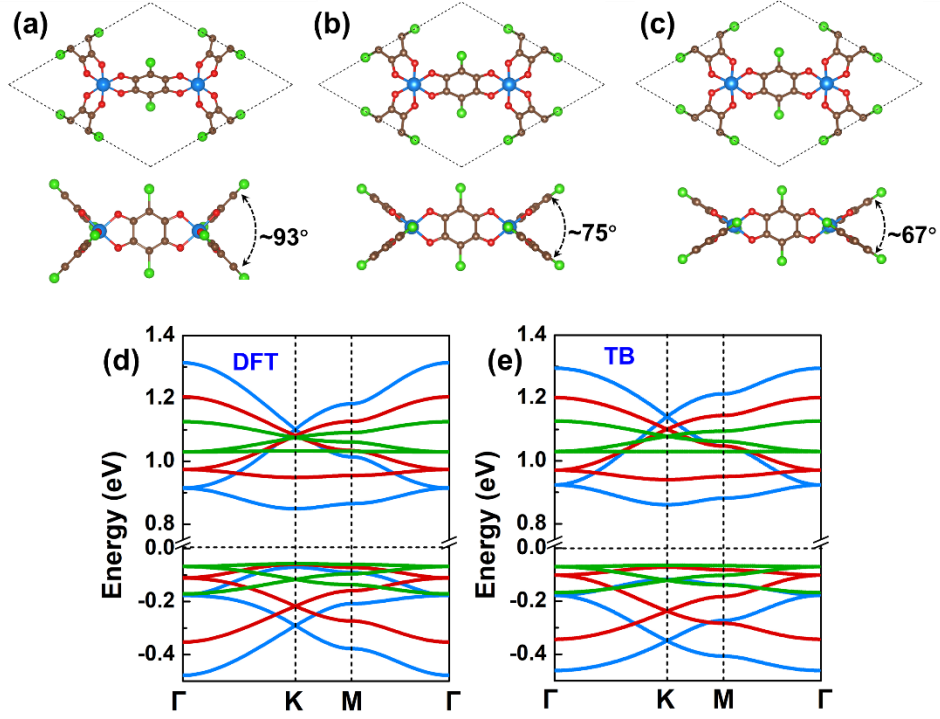 (a) (b) (c)
~93° ~75° ~67°
(d) DFT
Energy (eV)
1.4
1.2
1.0
0.8
0.0
-0.2
-0.4
Γ K M Γ
(e) TB
Energy (eV)
1.4
1.2
1.0
0.8
0.0
-0.2
-0.4
Γ K M Γ